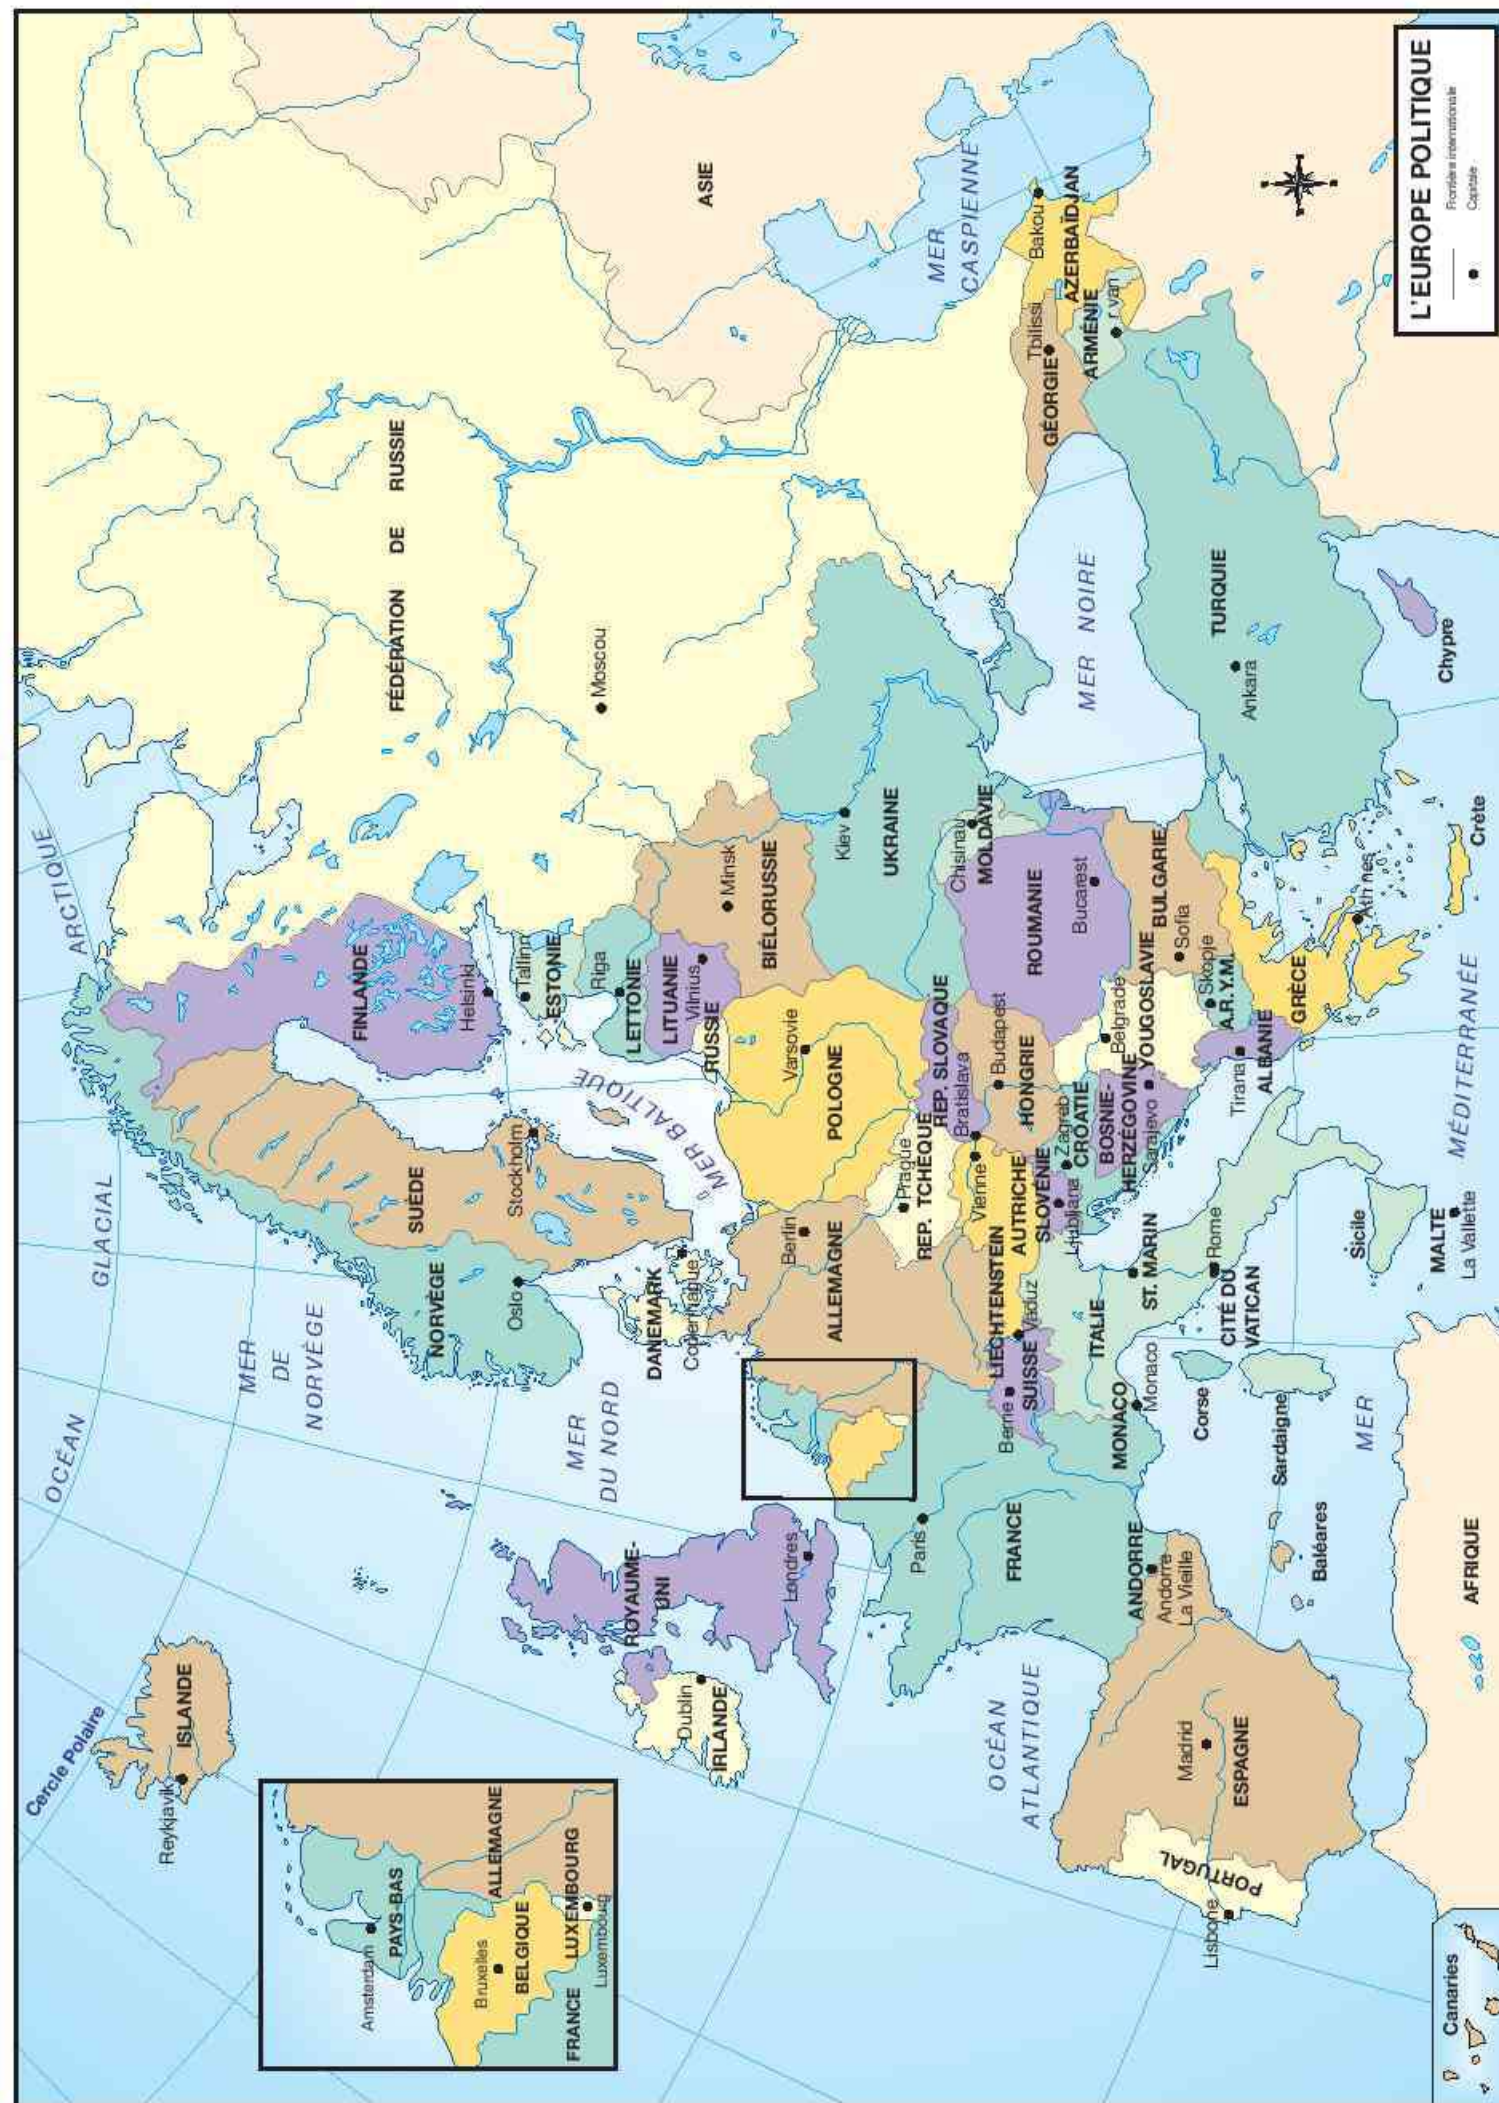 L'EUROPE POLITIQUE
Frontière internationale
Capitale
OCÉAN
GLACIAL
ARCTIQUE
Cercle Polaire
ISLANDE
Reykjavik
MER
DE
NORVÈGE
NORVÈGE
Oslo
SUÈDE
Stockholm
FINLANDE
Helsinki
FÉDÉRATION DE RUSSIE
Moscou
ASIE
ESTONIE
Tallinn
LETTONIE
Riga
LITUANIE
Vilnius
RUSSIE
BIÉLORUSSIE
Minsk
MER BALTIQUE
DANEMARK
Copenhague
MER
DU NORD
ROYAUME-
UNI
Londres
IRLANDE
Dublin
PAYS-BAS
Amsterdam
ALLEMAGNE
BELGIQUE
Bruxelles
LUXEMBOURG
Luxembourg
FRANCE
ALLEMAGNE
Berlin
POLOGNE
Varsovie
UKRAINE
Kiev
REP. TCHÈQUE
Prague
REP. SLOVAQUE
Bratislava
MOLDAVIE
Chisinau
FRANCE
Paris
LIECHTENSTEIN
Vaduz
SUISSE
Berne
AUTRICHE
Vienne
HONGRIE
Budapest
ROUMANIE
Bucarest
SLOVÉNIE
Ljubljana
CROATIE
Zagreb
BOSNIE-
HERZÉGOVINE
Sarajevo
YOUGOSLAVIE
Belgrade
BULGARIE
Sofia
A.R.Y.M.
Skopje
ALBANIE
Tirana
GRÈCE
Ath nes
Crète
MER NOIRE
MER
CASPIENNE
GÉORGIE
Tbilissi
ARMÉNIE
r van
AZERBAÏDJAN
Bakou
TURQUIE
Ankara
Chypre
ITALIE
Rome
ST. MARIN
CITÉ DU
VATICAN
MONACO
Monaco
Corse
Sardaigne
Sicile
MALTE
La Vallette
MER
MÉDITERRANÉE
OCÉAN
ATLANTIQUE
ANDORRE
Andorre
La Vieille
ESPAGNE
Madrid
PORTUGAL
Lisbone
Baléares
AFRIQUE
Canaries